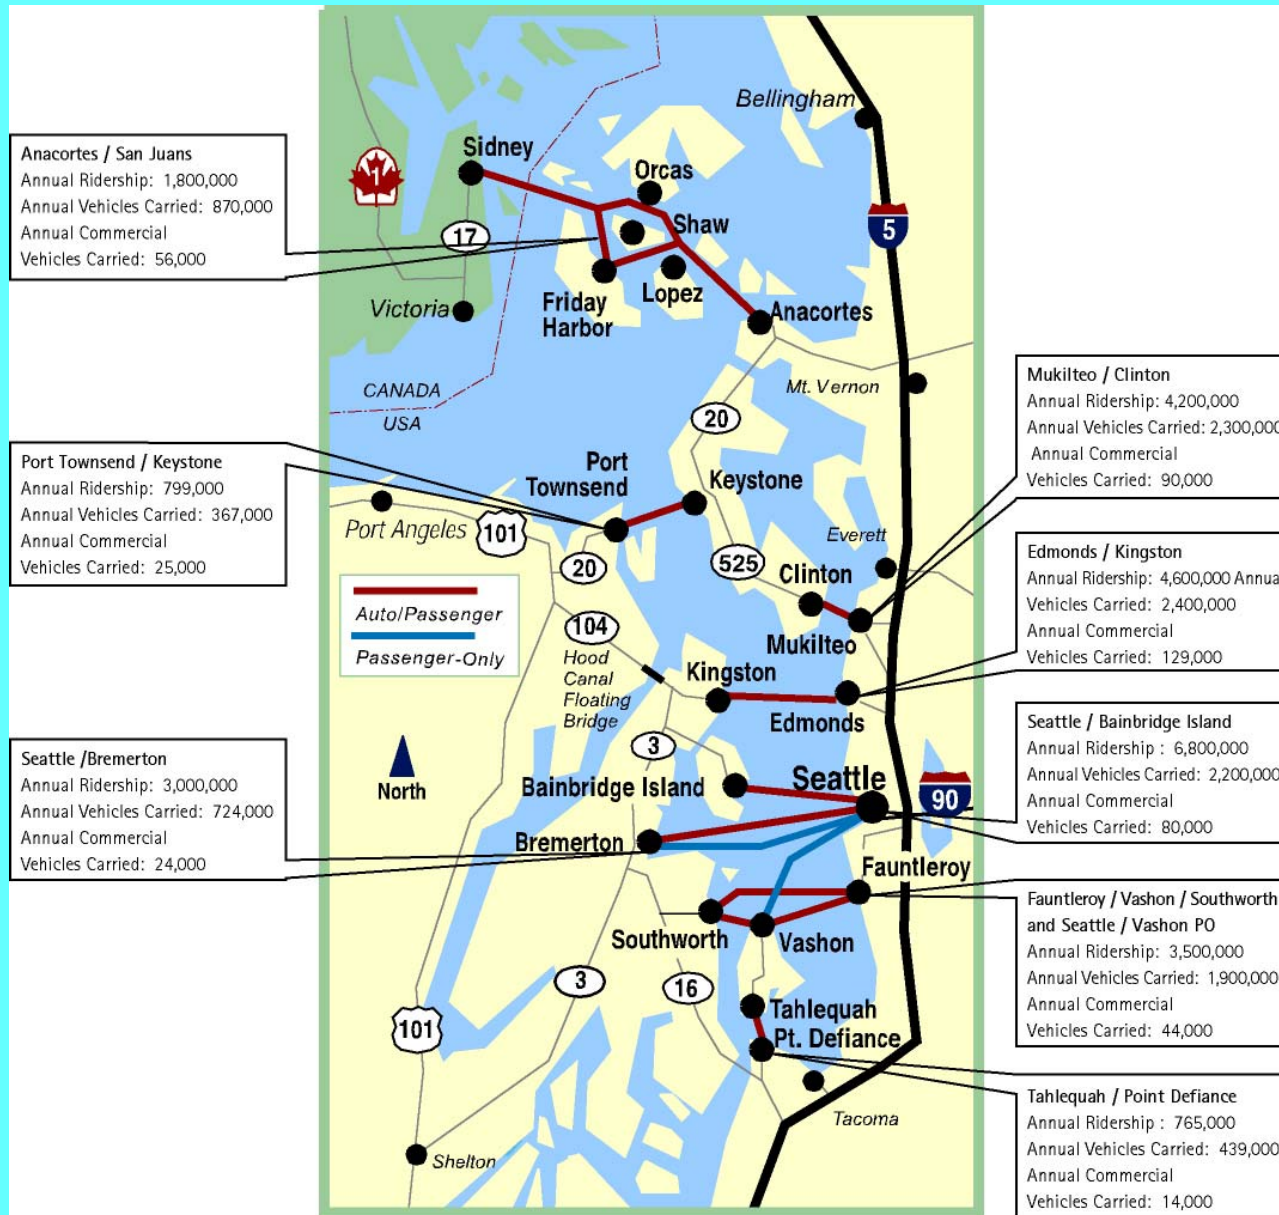 Anacortes / San Juans
Annual Ridership: 1,800,000
Annual Vehicles Carried: 870,000
Annual Commercial
Vehicles Carried: 56,000
Port Townsend / Keystone
Annual Ridership: 799,000
Annual Vehicles Carried: 367,000
Annual Commercial
Vehicles Carried: 25,000
Seattle /Bremerton
Annual Ridership: 3,000,000
Annual Vehicles Carried: 724,000
Annual Commercial
Vehicles Carried: 24,000
Bellingham
1
Sidney
Orcas
5
17
Shaw
Friday
Harbor
Lopez
Victoria
Anacortes
CANADA
USA
Mt. Vernon
20
Port
Townsend
Keystone
Port Angeles
101
Everett
20
525
Clinton
Auto/Passenger
Passenger-Only
104
Mukilteo
Hood
Canal
Floating
Bridge
Kingston
Edmonds
3
North
Bainbridge Island
Seattle
90
Bremerton
Fauntleroy
Southworth
Vashon
3
16
101
Tahlequah
Pt. Defiance
Tacoma
Shelton
Mukilteo / Clinton
Annual Ridership: 4,200,000
Annual Vehicles Carried: 2,300,000
Annual Commercial
Vehicles Carried: 90,000
Edmonds / Kingston
Annual Ridership: 4,600,000 Annua
Vehicles Carried: 2,400,000
Annual Commercial
Vehicles Carried: 129,000
Seattle / Bainbridge Island
Annual Ridership : 6,800,000
Annual Vehicles Carried: 2,200,000
Annual Commercial
Vehicles Carried: 80,000
Fauntleroy / Vashon / Southworth
and Seattle / Vashon PO
Annual Ridership: 3,500,000
Annual Vehicles Carried: 1,900,000
Annual Commercial
Vehicles Carried: 44,000
Tahlequah / Point Defiance
Annual Ridership : 765,000
Annual Vehicles Carried: 439,000
Annual Commercial
Vehicles Carried: 14,000